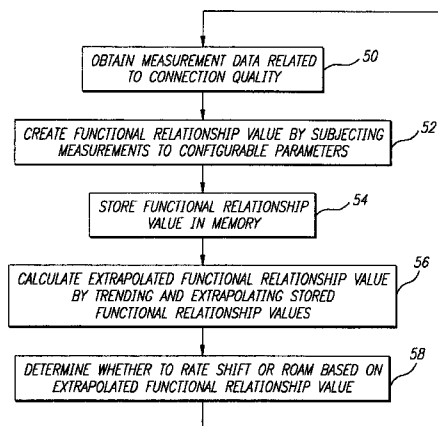 OBTAIN MEASUREMENT DATA RELATED
TO CONNECTION QUALITY
50
CREATE FUNCTIONAL RELATIONSHIP VALUE BY SUBJECTING
MEASUREMENTS TO CONFIGURABLE PARAMETERS
52
STORE FUNCTIONAL RELATIONSHIP
VALUE IN MEMORY
54
CALCULATE EXTRAPOLATED FUNCTIONAL RELATIONSHIP VALUE
BY TRENDING AND EXTRAPOLATING STORED
FUNCTIONAL RELATIONSHIP VALUES
56
DETERMINE WHETHER TO RATE SHIFT OR ROAM BASED ON
EXTRAPOLATED FUNCTIONAL RELATIONSHIP VALUE
58